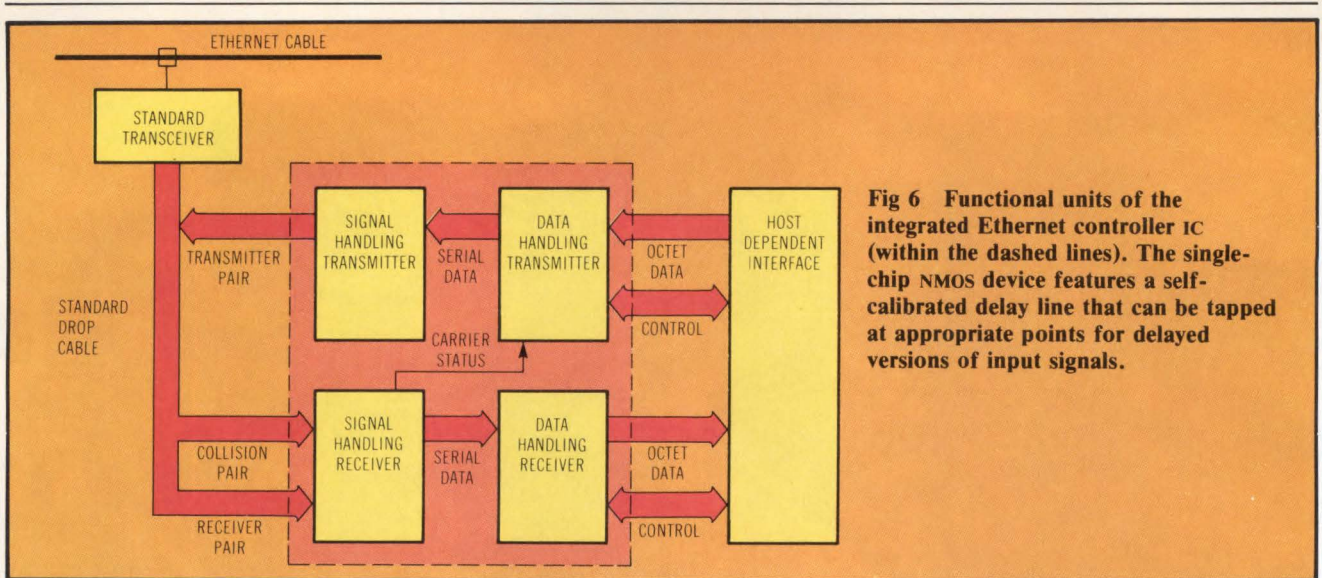 ETHERNET CABLE
STANDARD
TRANSCEIVER
TRANSMITTER
PAIR
STANDARD
DROP
CABLE
SIGNAL
HANDLING
TRANSMITTER
SERIAL
DATA
DATA
HANDLING
TRANSMITTER
OCTET
DATA
CONTROL
HOST
DEPENDENT
INTERFACE
CARRIER
STATUS
COLLISION
PAIR
RECEIVER
PAIR
SIGNAL
HANDLING
RECEIVER
SERIAL
DATA
DATA
HANDLING
RECEIVER
OCTET
DATA
CONTROL
Fig 6 Functional units of the
integrated Ethernet controller IC
(within the dashed lines). The single-
chip NMOS device features a self-
calibrated delay line that can be tapped
at appropriate points for delayed
versions of input signals.